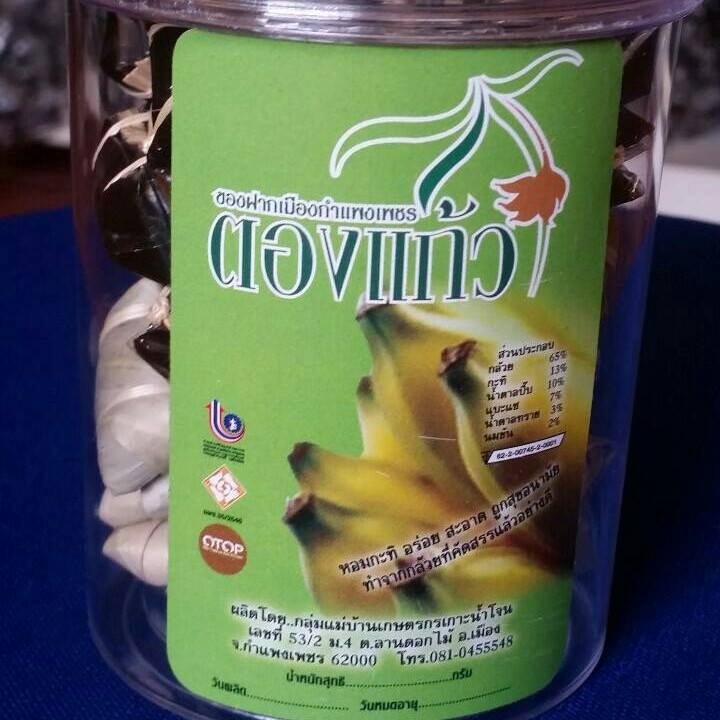 ของฝากเมืองกำแพงเพชร
ตองแก้ว
ส่วนประกอบ
กล้วย 65%
กะทิ 13%
น้ำตาลปี๊บ 10%
แบะแซ 7%
น้ำตาลทราย 3%
นมข้น 2%
62-2-00745-2-0001
หอมกะทิ อร่อย สะอาด ถูกสุขอนามัย
ทำจากกล้วยที่คัดสรรแล้วอย่างดี
OTOP
ผลิตโดย..กลุ่มแม่บ้านเกษตรกรเกาะน้ำโจน
เลขที่ 53/2 ม.4 ต.ลานดอกไม้ อ.เมือง
จ.กำแพงเพชร 62000 โทร.081-0455548
น้ำหนักสุทธิ..............................กรัม
วันผลิต.................... วันหมดอายุ....................